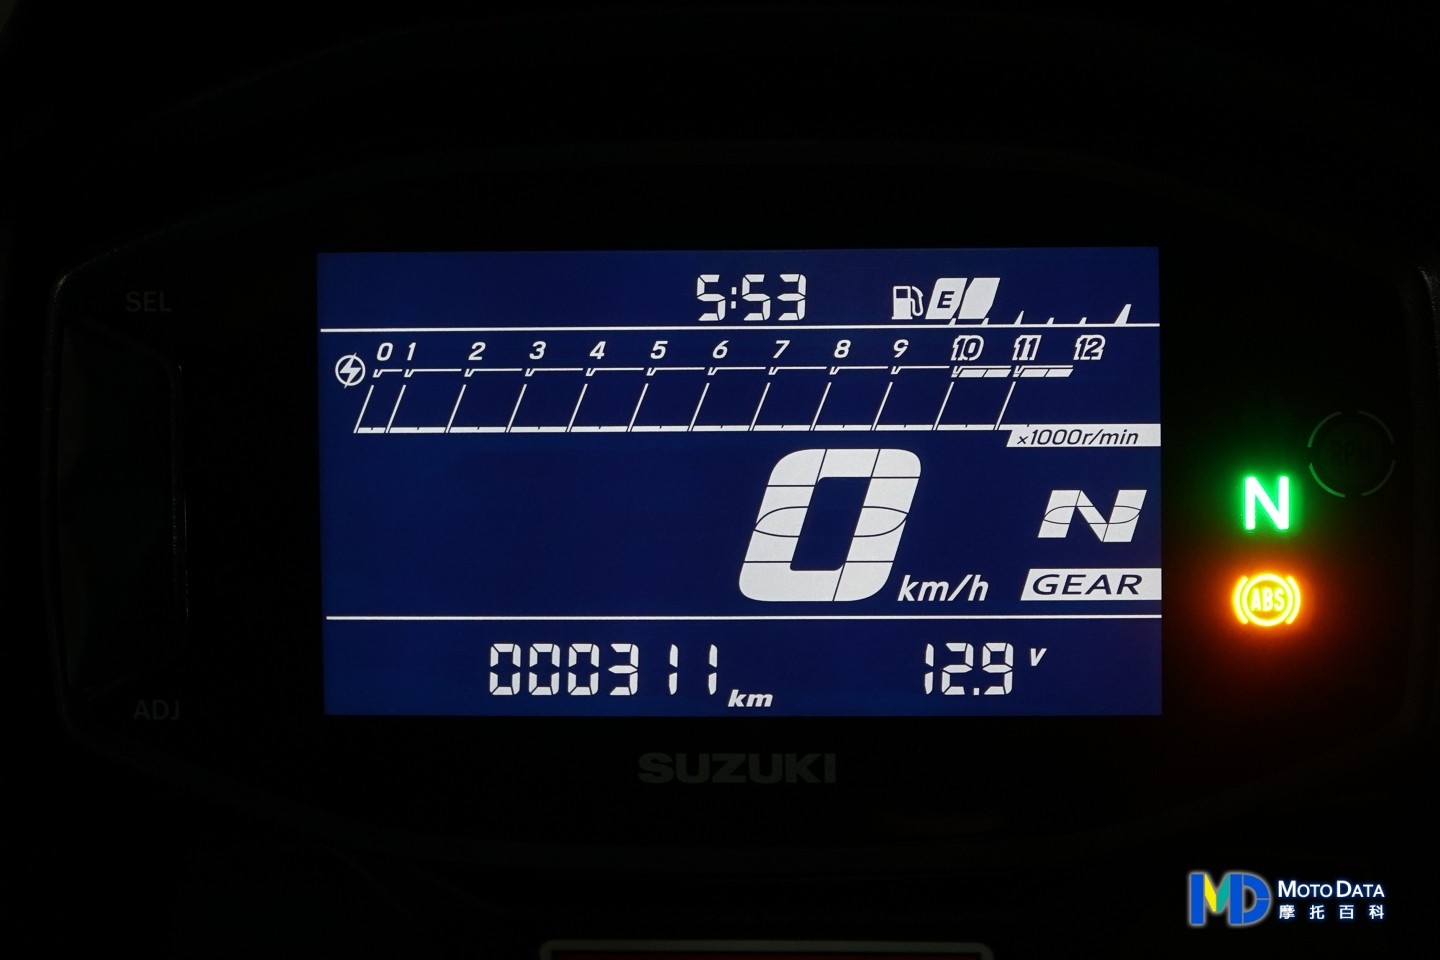 SEL
5:53
E
0 1 2 3 4 5 6 7 8 9 10 11 12
×1000r/min
0 km/h
N
GEAR
N
ABS
000311 km
12.9 V
ADJ
SUZUKI
MD MOTO DATA
摩托百科